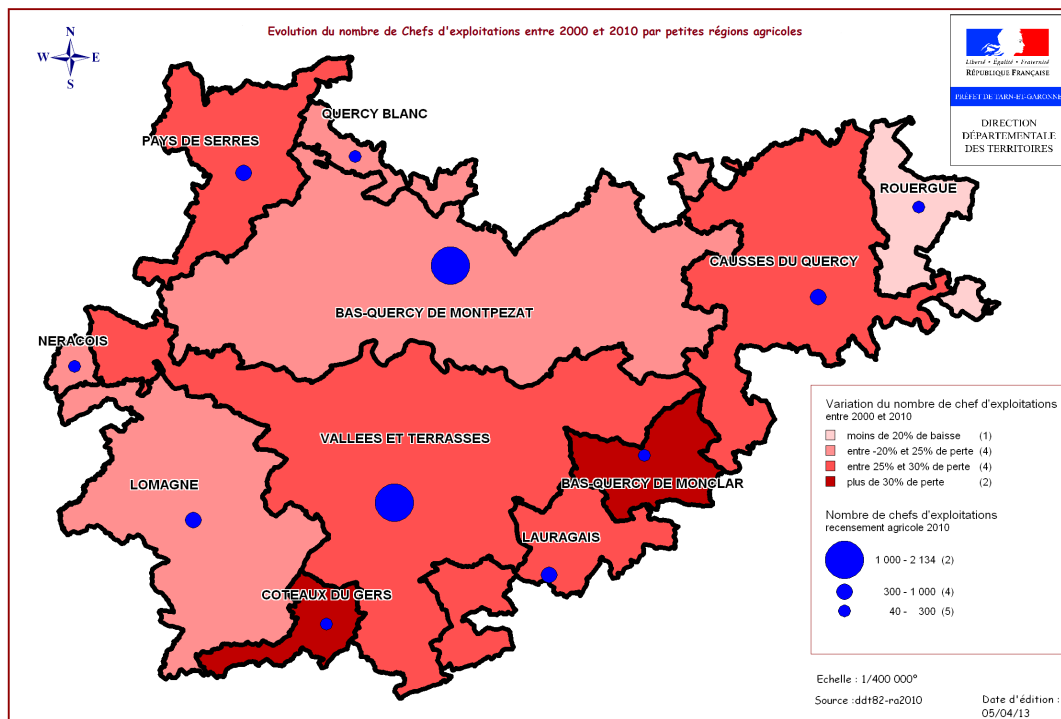 Evolution du nombre de Chefs d'exploitations entre 2000 et 2010 par petites régions agricoles
N
W E
S
Liberté • Égalité • Fraternité
RÉPUBLIQUE FRANÇAISE
PRÉFET DE TARN-ET-GARONNE
DIRECTION
DÉPARTEMENTALE
DES TERRITOIRES
QUERCY BLANC
PAYS DE SERRES
ROUERGUE
CAUSSES DU QUERCY
BAS-QUERCY DE MONTPEZAT
NERACOIS
VALLEES ET TERRASSES
BAS-QUERCY DE MONCLAR
LOMAGNE
LAURAGAIS
COTEAUX DU GERS
Variation du nombre de chef d'exploitations
entre 2000 et 2010
moins de 20% de baisse (1)
entre -20% et 25% de perte (4)
entre 25% et 30% de perte (4)
plus de 30% de perte (2)
Nombre de chefs d'exploitations
recensement agricole 2010
1 000 - 2 134 (2)
300 - 1 000 (4)
40 - 300 (5)
Echelle : 1/400 000°
Source :ddt82-ra2010
Date d'édition :
05/04/13